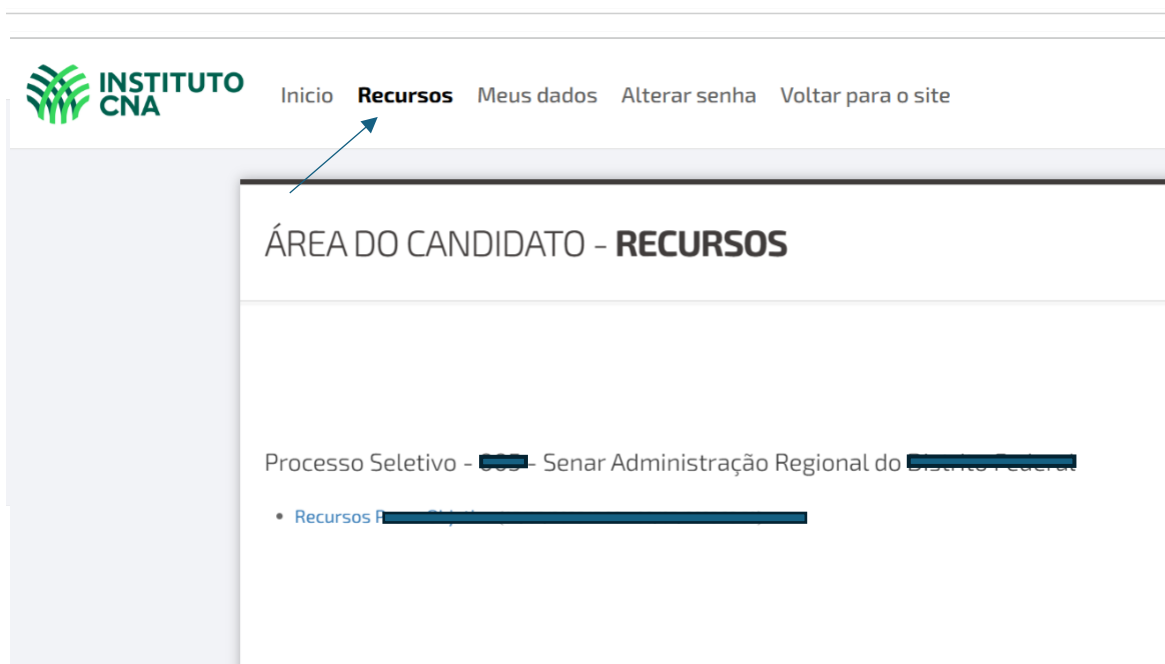 INSTITUTO
CNA
Inicio Recursos Meus dados Alterar senha Voltar para o site
ÁREA DO CANDIDATO - RECURSOS
Processo Seletivo - - Senar Administração Regional do
• Recursos